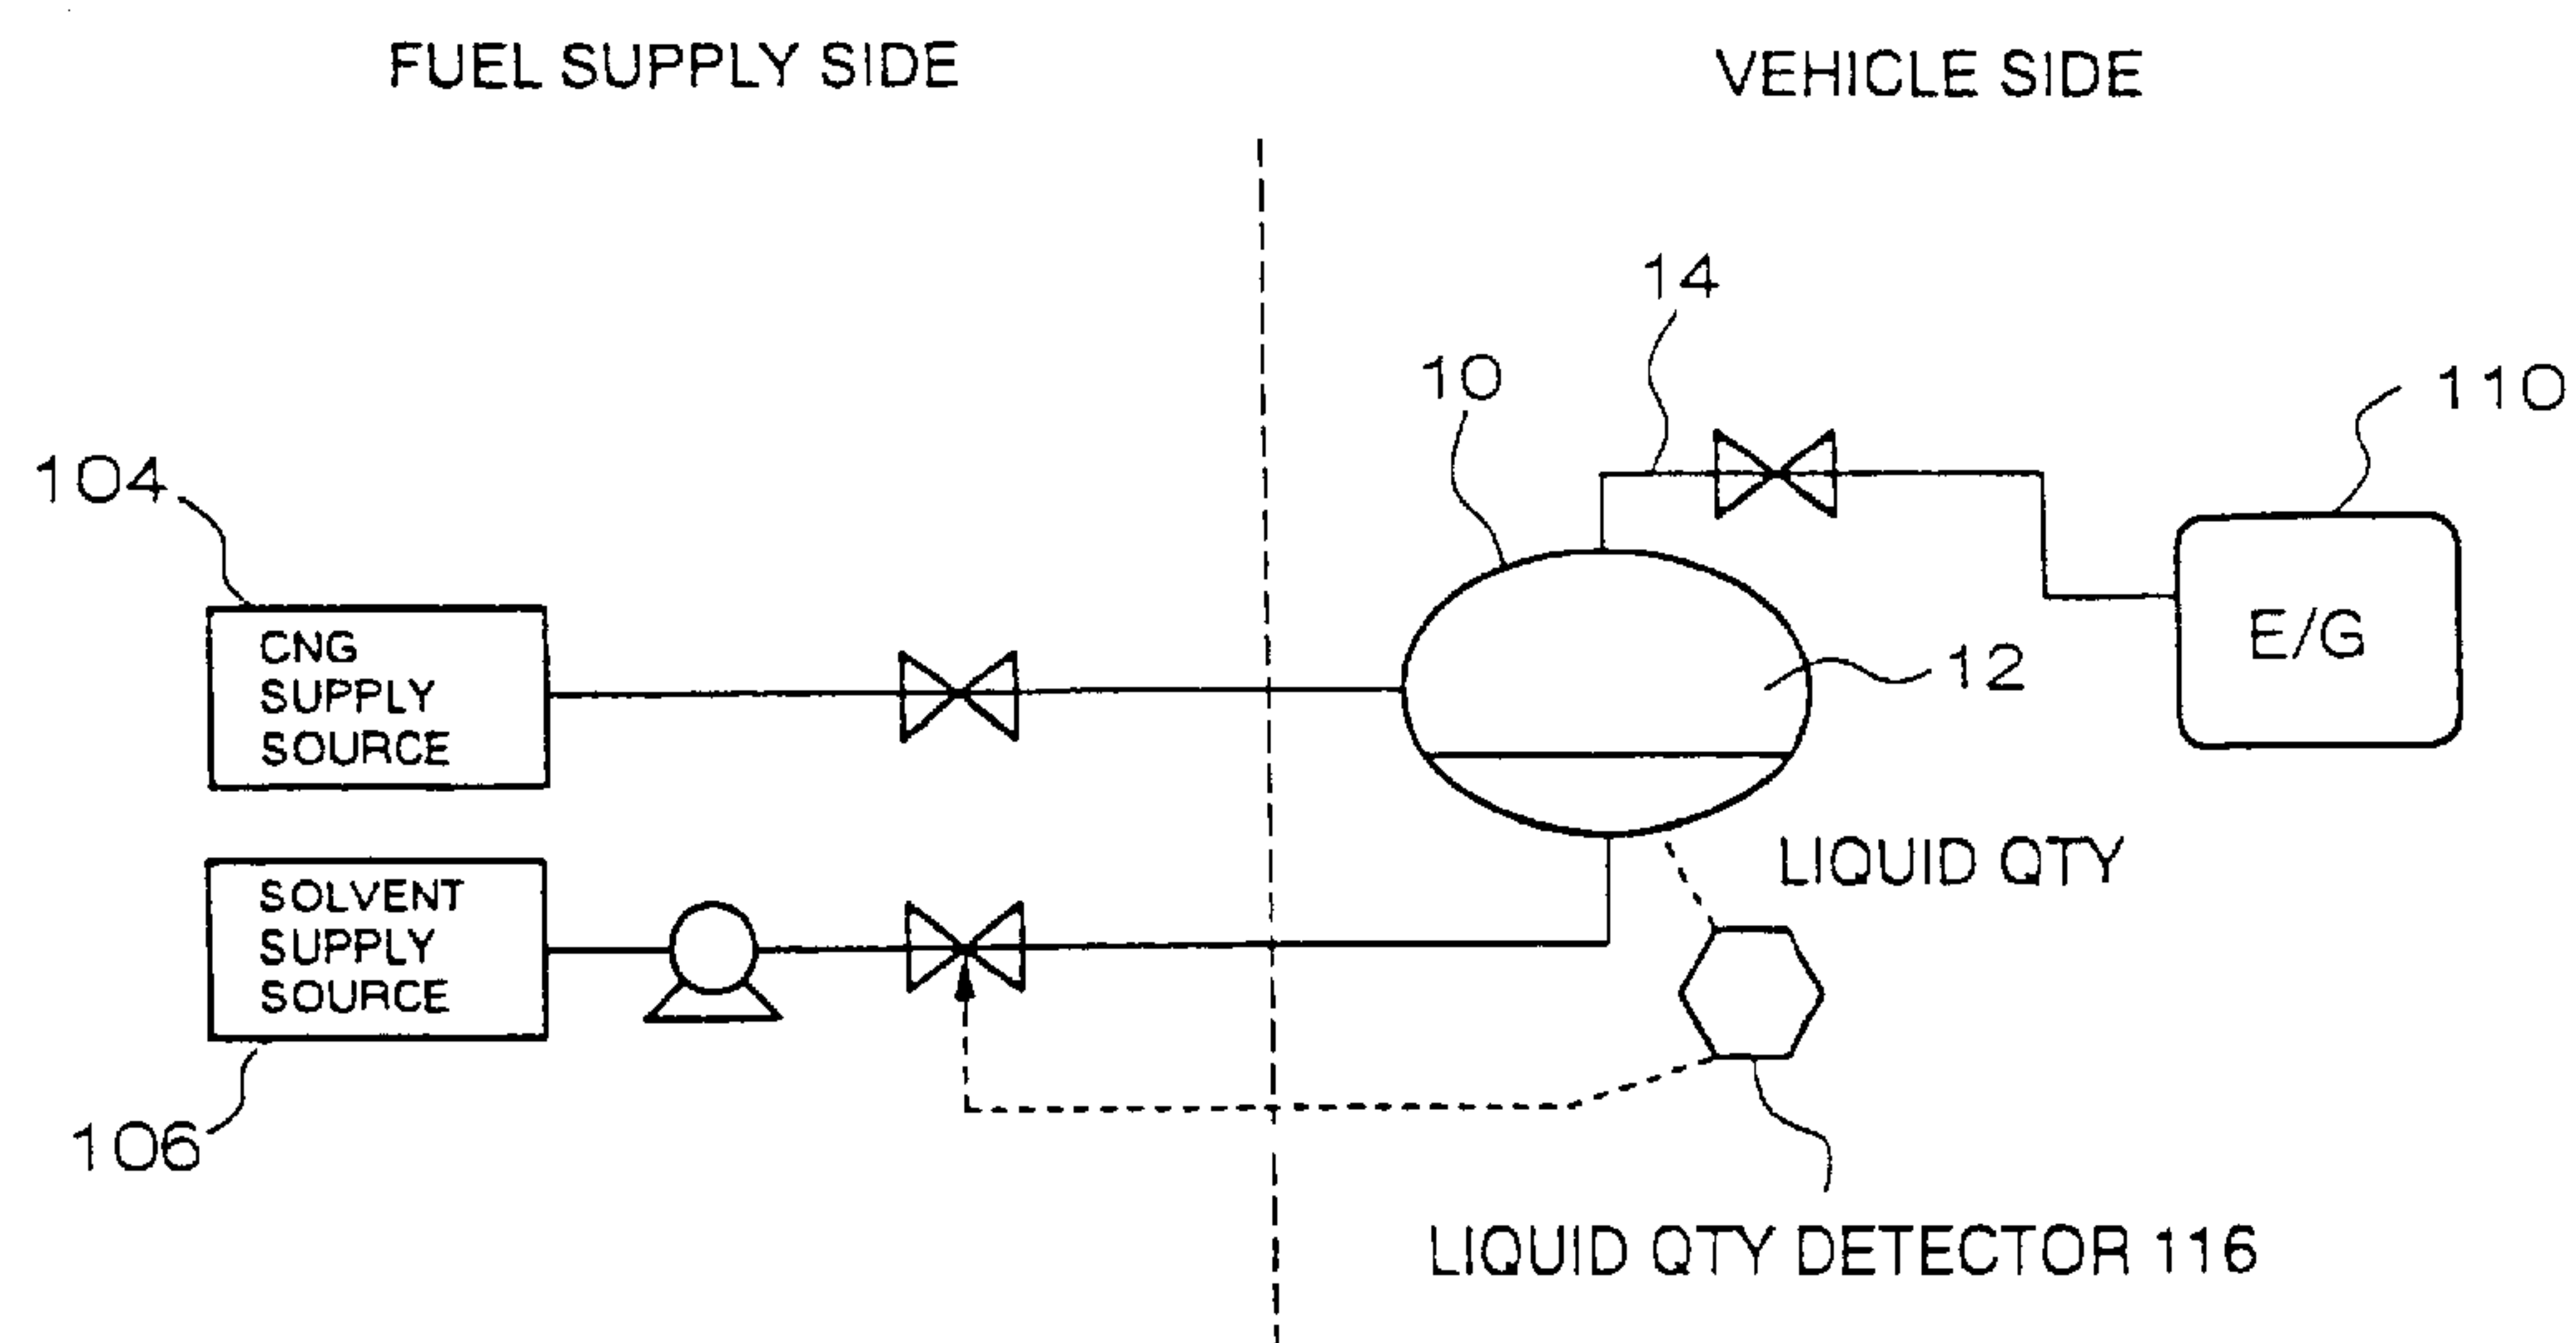 FUEL SUPPLY SIDE
VEHICLE SIDE
14
10
110
104
CNG
SUPPLY
SOURCE
E/G
12
LIQUID QTY
SOLVENT
SUPPLY
SOURCE
106
LIQUID QTY DETECTOR 116